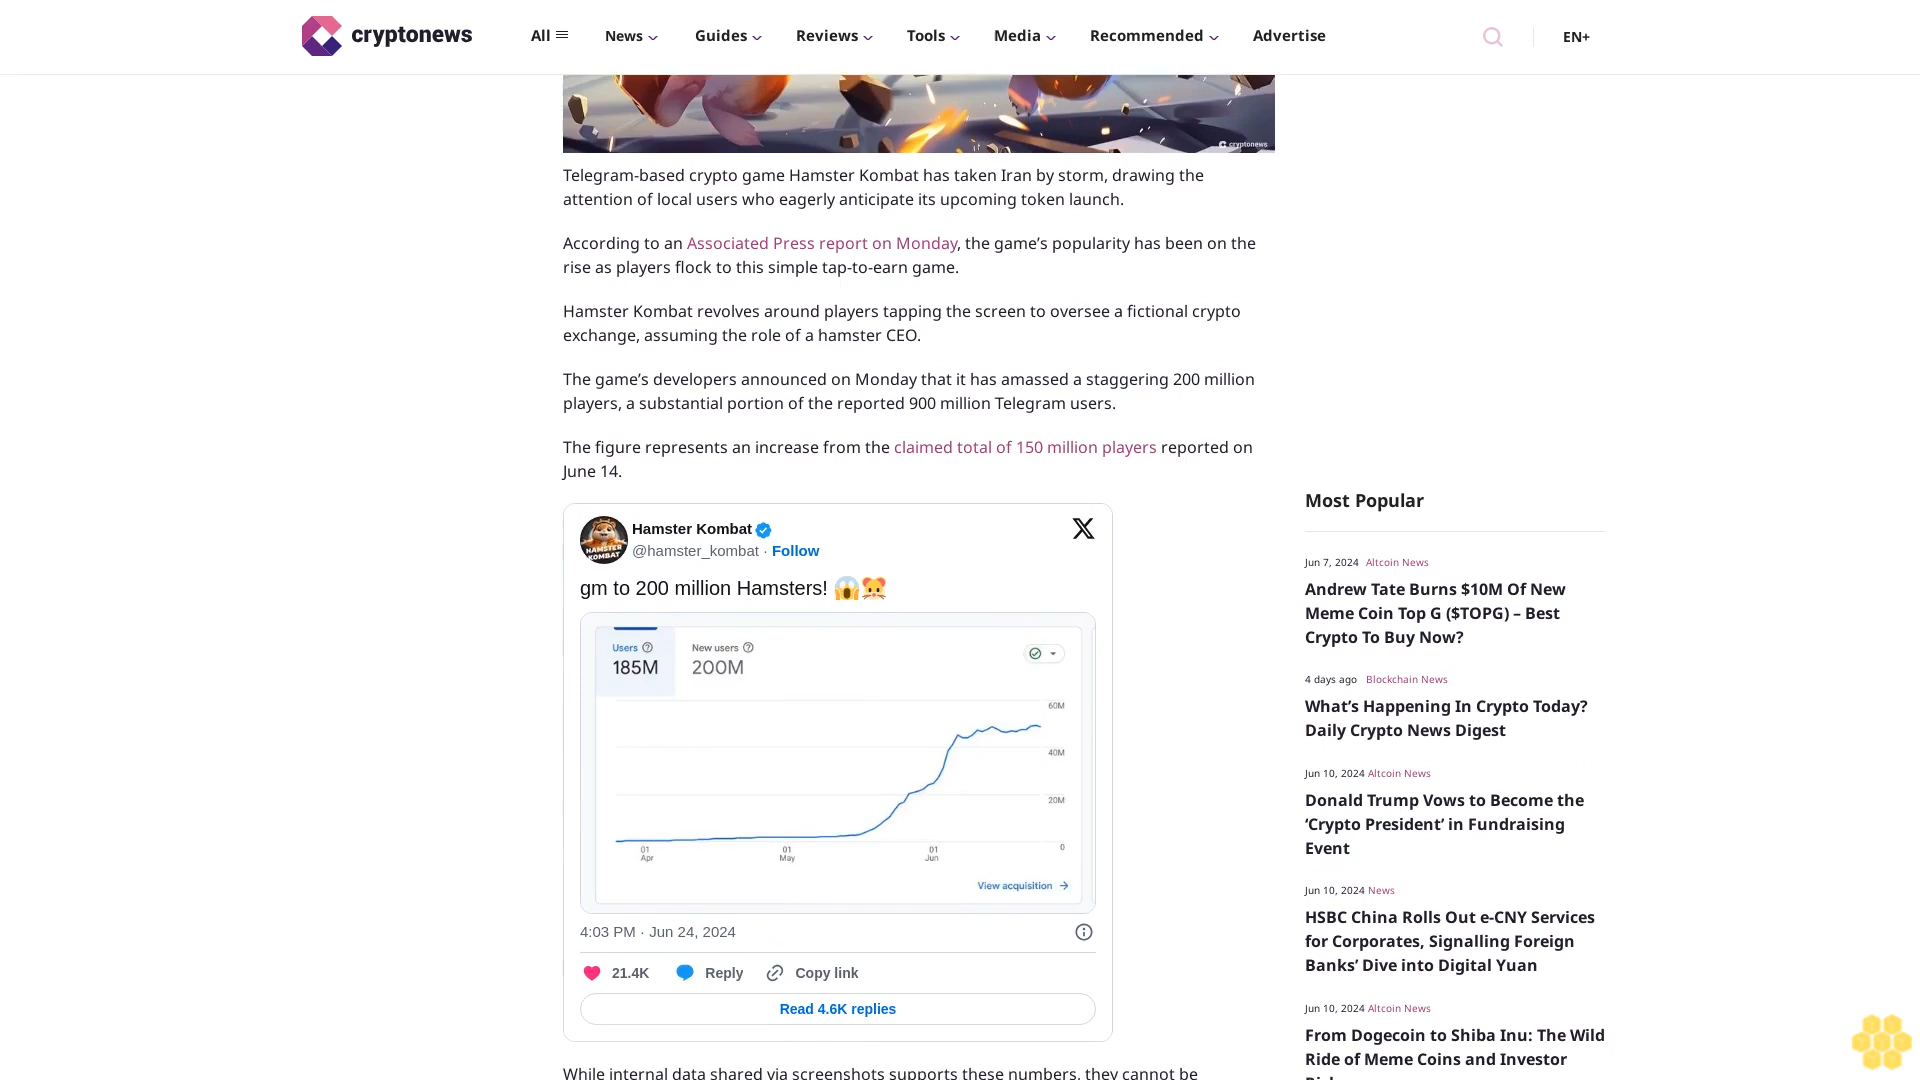 cryptonews
All
News
Guides
Reviews
Tools
Media
Recommended
Advertise
EN+
cryptonews
Telegram-based crypto game Hamster Kombat has taken Iran by storm, drawing the
attention of local users who eagerly anticipate its upcoming token launch.
According to an Associated Press report on Monday, the game’s popularity has been on the
rise as players flock to this simple tap-to-earn game.
Hamster Kombat revolves around players tapping the screen to oversee a fictional crypto
exchange, assuming the role of a hamster CEO.
The game’s developers announced on Monday that it has amassed a staggering 200 million
players, a substantial portion of the reported 900 million Telegram users.
The figure represents an increase from the claimed total of 150 million players reported on
June 14.
HAMSTER
KOMBAT
Hamster Kombat
@hamster_kombat · Follow
gm to 200 million Hamsters! 😱🐹
Users
185M
New users
200M
60M
40M
20M
0
01
Apr
01
May
01
Jun
View acquisition
4:03 PM · Jun 24, 2024
21.4K
Reply
Copy link
Read 4.6K replies
While internal data shared via screenshots supports these numbers, they cannot be
Most Popular
Jun 7, 2024 Altcoin News
Andrew Tate Burns $10M Of New
Meme Coin Top G ($TOPG) – Best
Crypto To Buy Now?
4 days ago Blockchain News
What’s Happening In Crypto Today?
Daily Crypto News Digest
Jun 10, 2024 Altcoin News
Donald Trump Vows to Become the
‘Crypto President’ in Fundraising
Event
Jun 10, 2024 News
HSBC China Rolls Out e-CNY Services
for Corporates, Signalling Foreign
Banks’ Dive into Digital Yuan
Jun 10, 2024 Altcoin News
From Dogecoin to Shiba Inu: The Wild
Ride of Meme Coins and Investor